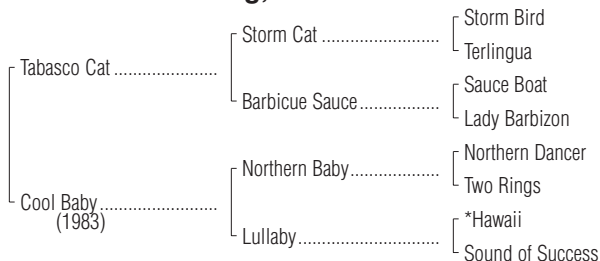 Storm Bird
Storm Cat ....................
Terlingua
Tabasco Cat ......................
Sauce Boat
Barbicue Sauce.................
Lady Barbizon
Northern Dancer
Northern Baby...................
Two Rings
Cool Baby .........................
(1983)
*Hawaii
Lullaby..............................
Sound of Success